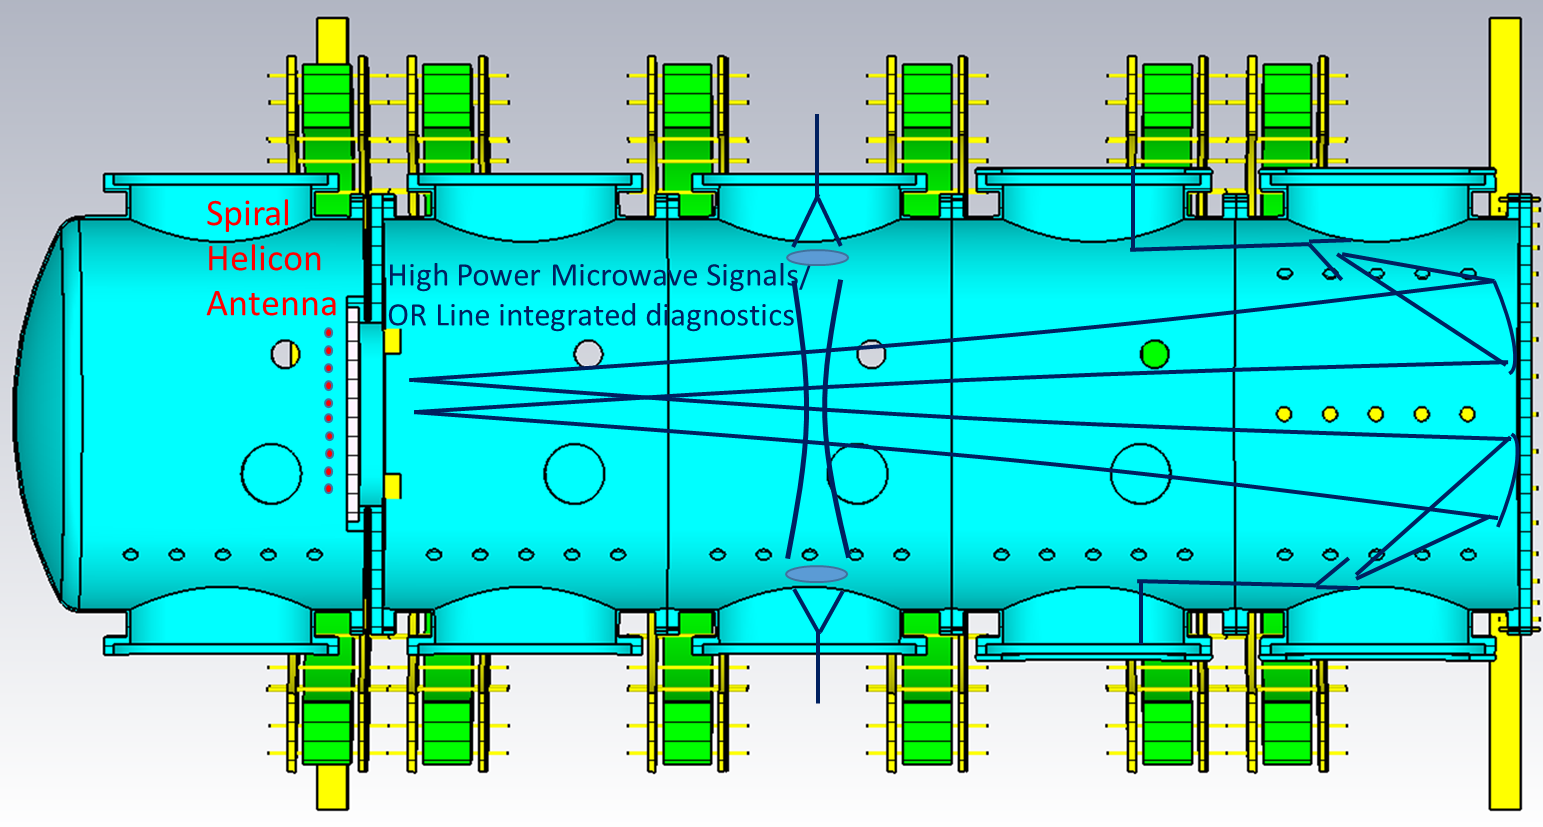 Spiral
Helicon
Antenna
High Power Microwave Signals/
OR Line integrated diagnostics